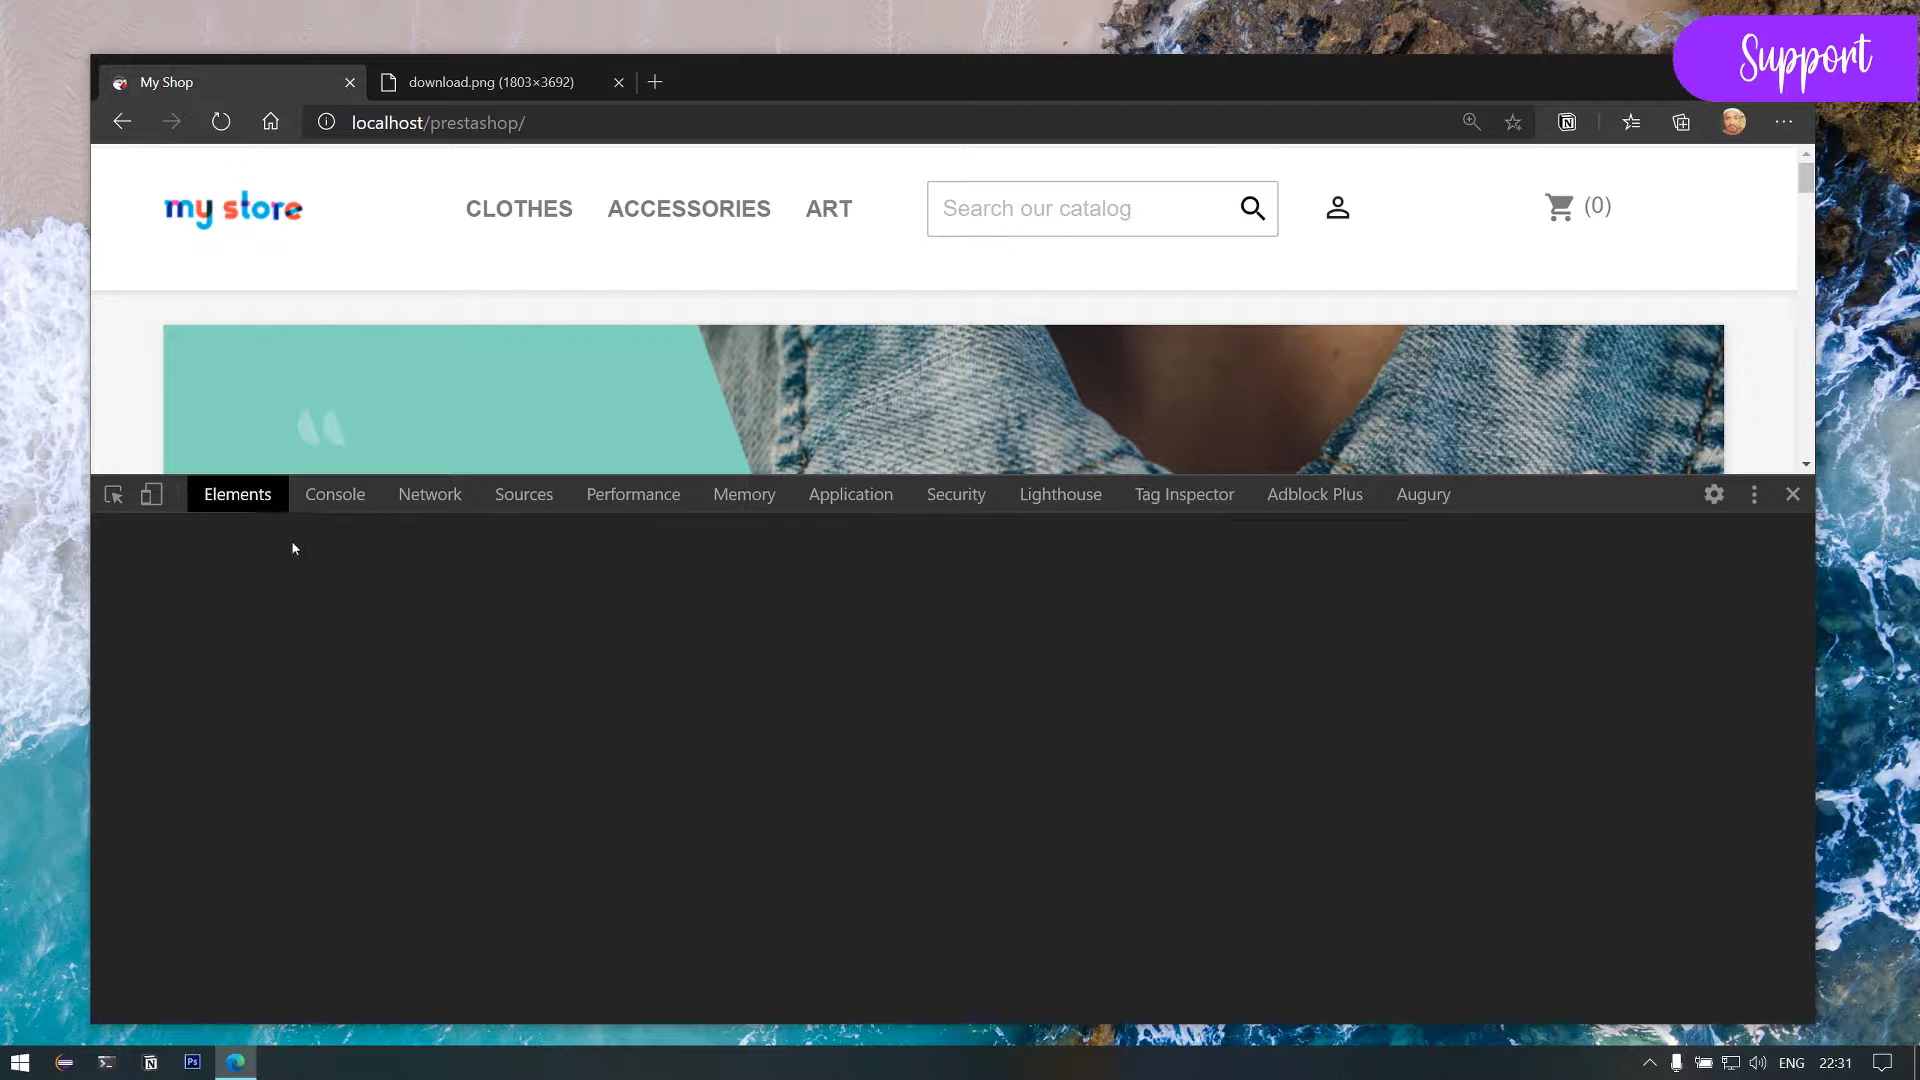 Support
My Shop
download.png (1803×3692)
localhost/prestashop/
my store
CLOTHES
ACCESSORIES
ART
Search our catalog
(0)
“
Elements
Console
Network
Sources
Performance
Memory
Application
Security
Lighthouse
Tag Inspector
Adblock Plus
Augury
Ps
ENG
22:31